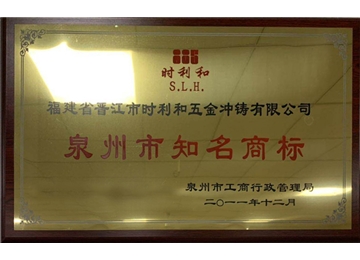 时利和
S.L.H.
福建省晋江市时利和五金冲铸有限公司
泉州市知名商标
泉州市工商行政管理局
二〇一一年十二月